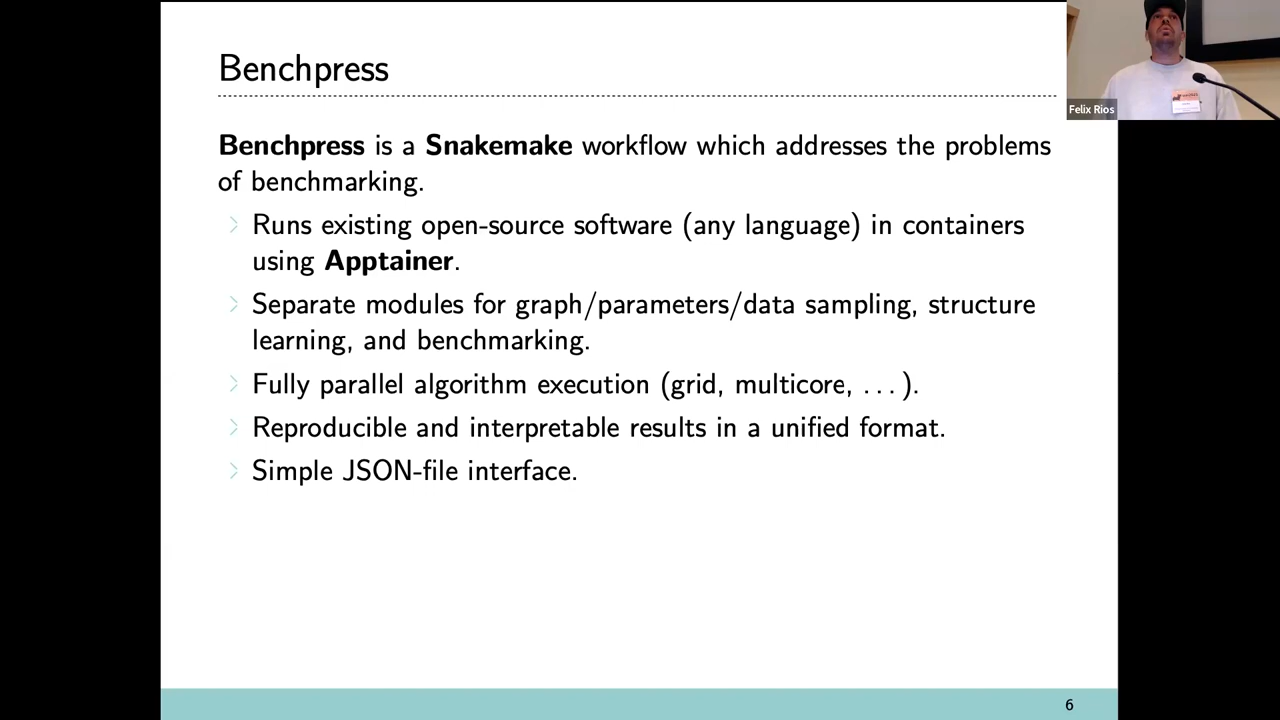 Benchpress
Felix Rios
Benchpress is a Snakemake workflow which addresses the problems
of benchmarking.
Runs existing open-source software (any language) in containers
using Apptainer.
Separate modules for graph/parameters/data sampling, structure
learning, and benchmarking.
Fully parallel algorithm execution (grid, multicore, . . . ).
Reproducible and interpretable results in a unified format.
Simple JSON-file interface.
6